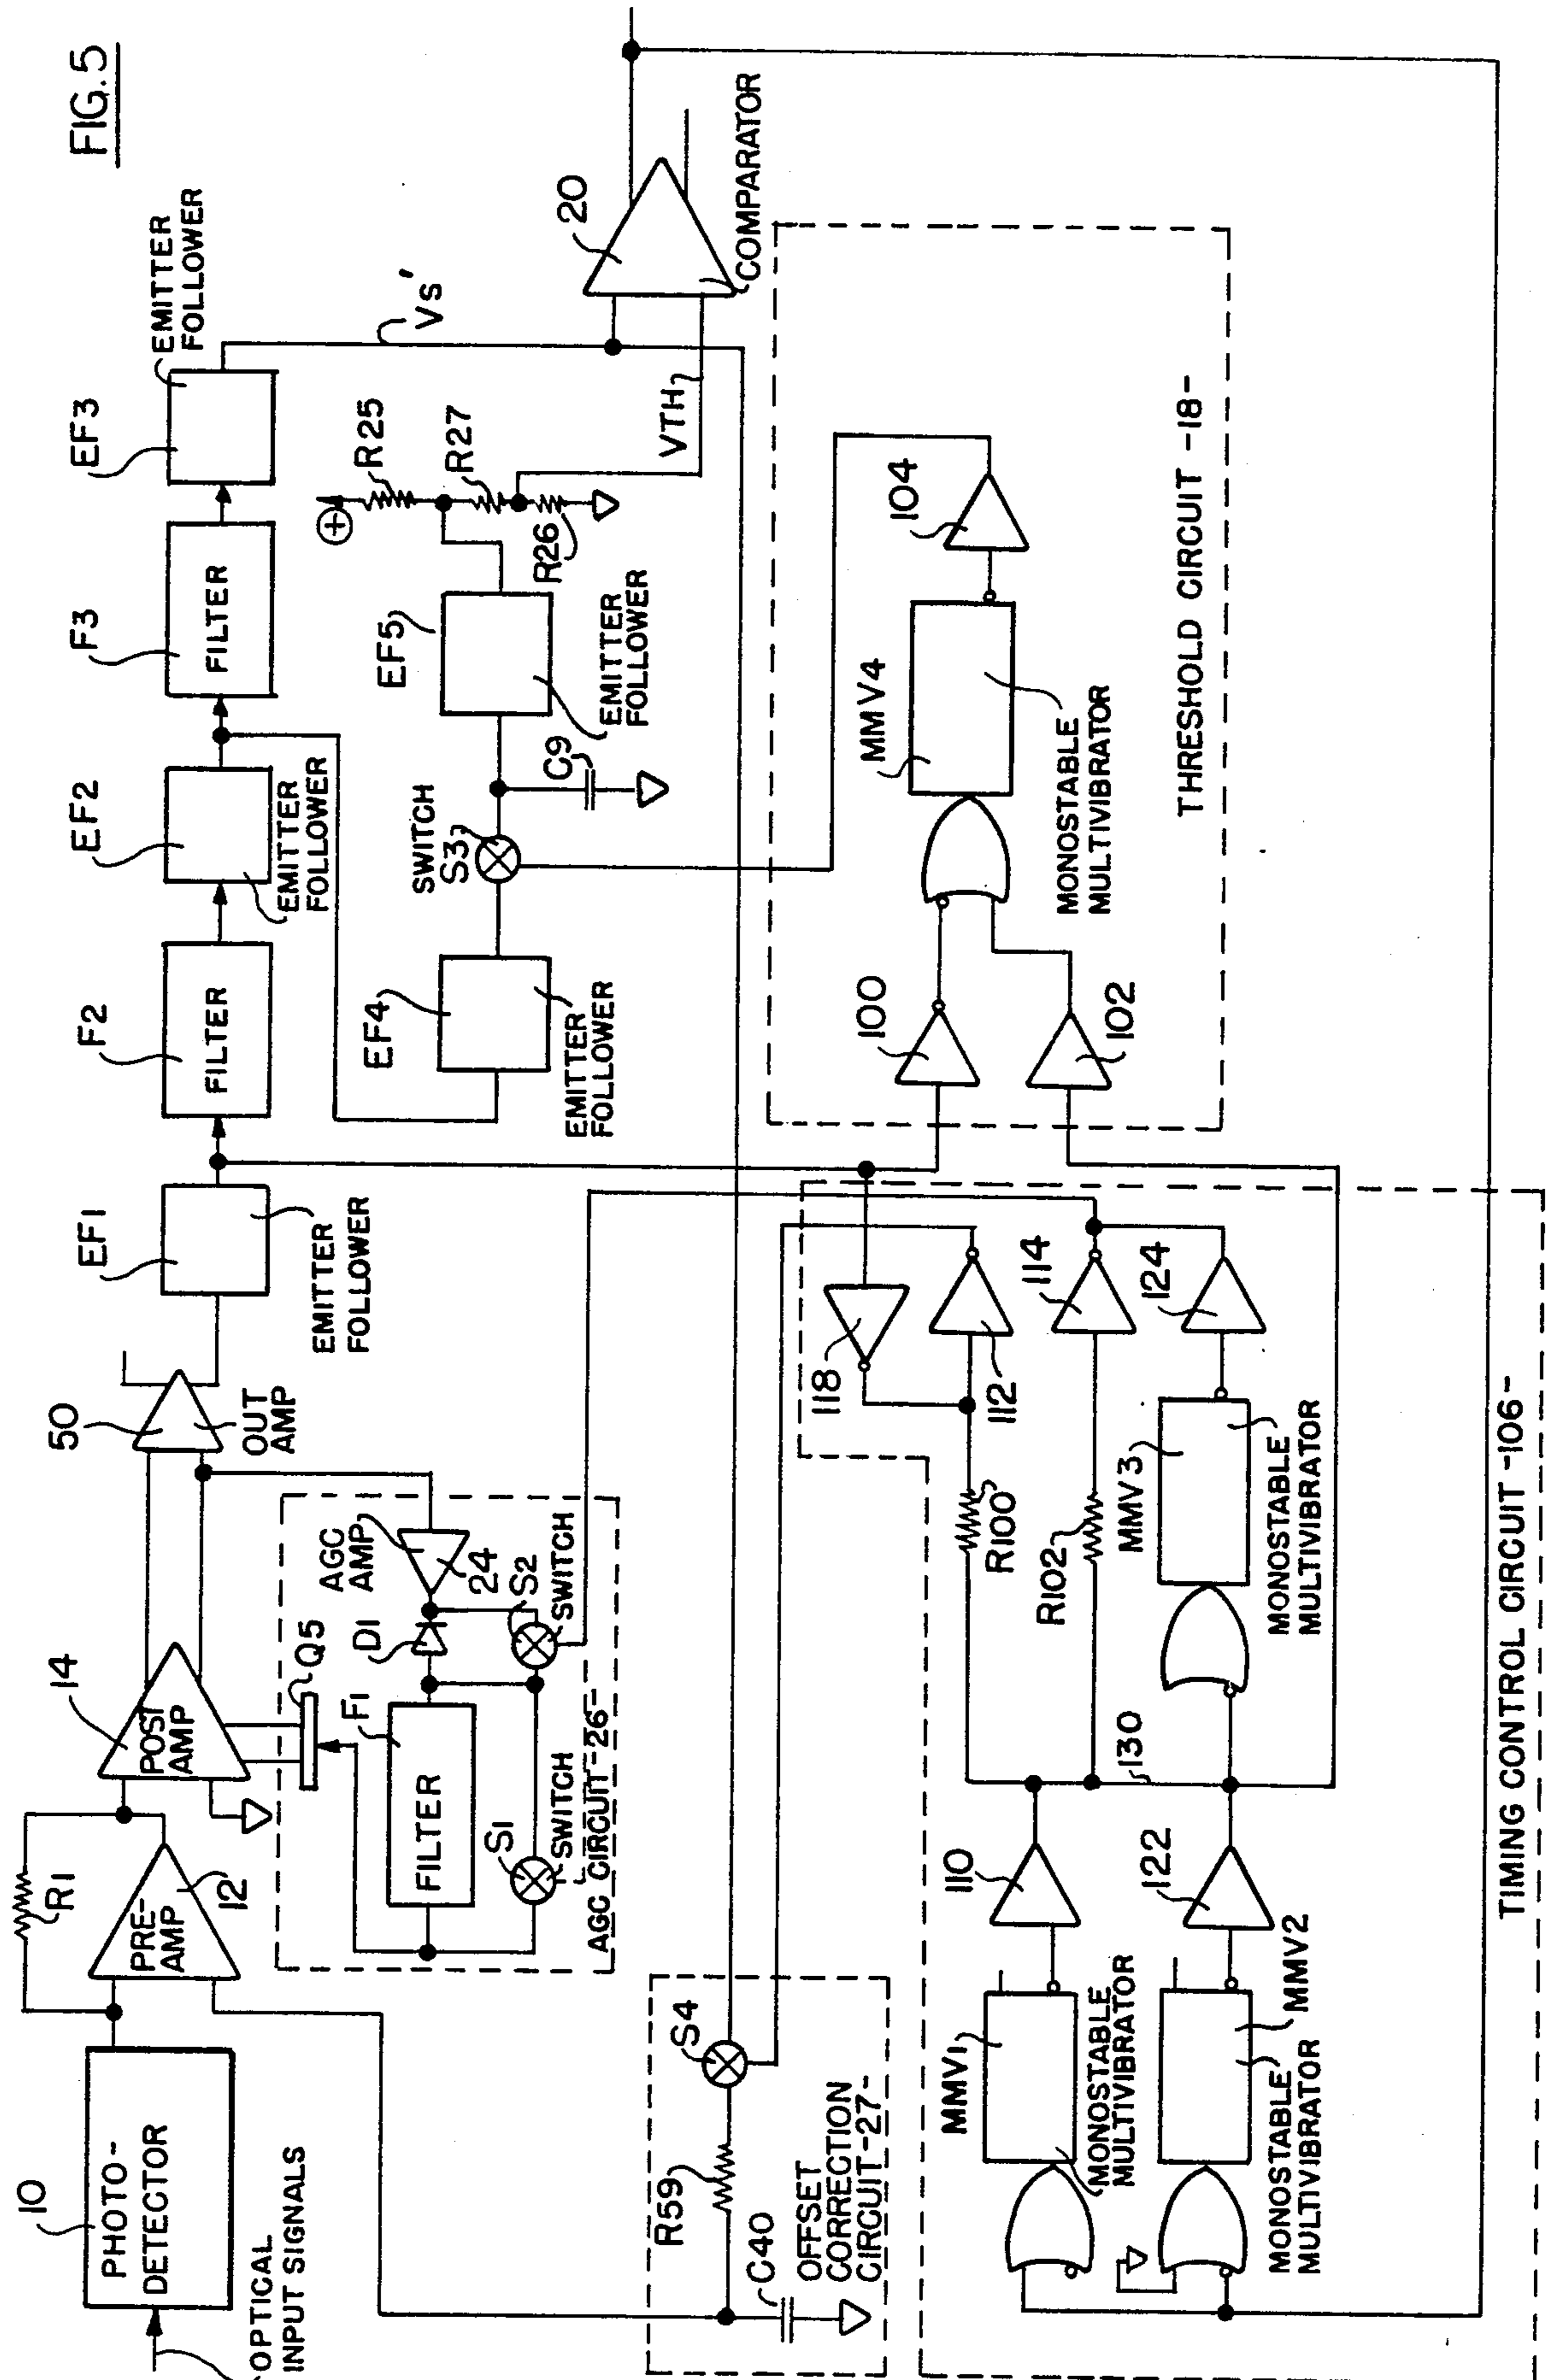 FIG. 5
10
PHOTO-
DETECTOR
OPTICAL
INPUT SIGNALS
R1
PRE-
AMP
12
14
POST
AMP
Q5
50
OUT
AMP
EF1
EMITTER
FOLLOWER
F2
FILTER
EF2
EMITTER
FOLLOWER
F3
FILTER
EF3
EMITTER
FOLLOWER
Vs'
20
COMPARATOR
VTH
AGC
AMP
24
D1
S2
SWITCH
F1
FILTER
S1
SWITCH
AGC CIRCUIT-26-
EF4
EMITTER
FOLLOWER
SWITCH
S3
C9
EF5
EMITTER
FOLLOWER
+
R25
R27
R26
100
102
MMV4
MONOSTABLE
MULTIVIBRATOR
104
THRESHOLD CIRCUIT -18-
S4
R59
C40
OFFSET
CORRECTION
CIRCUIT-27-
118
112
114
124
R100
R102
MMV3
MONOSTABLE
MULTIVIBRATOR
130
110
122
MMV1
MONOSTABLE
MULTIVIBRATOR
MMV2
MONOSTABLE
MULTIVIBRATOR
TIMING CONTROL CIRCUIT -106-